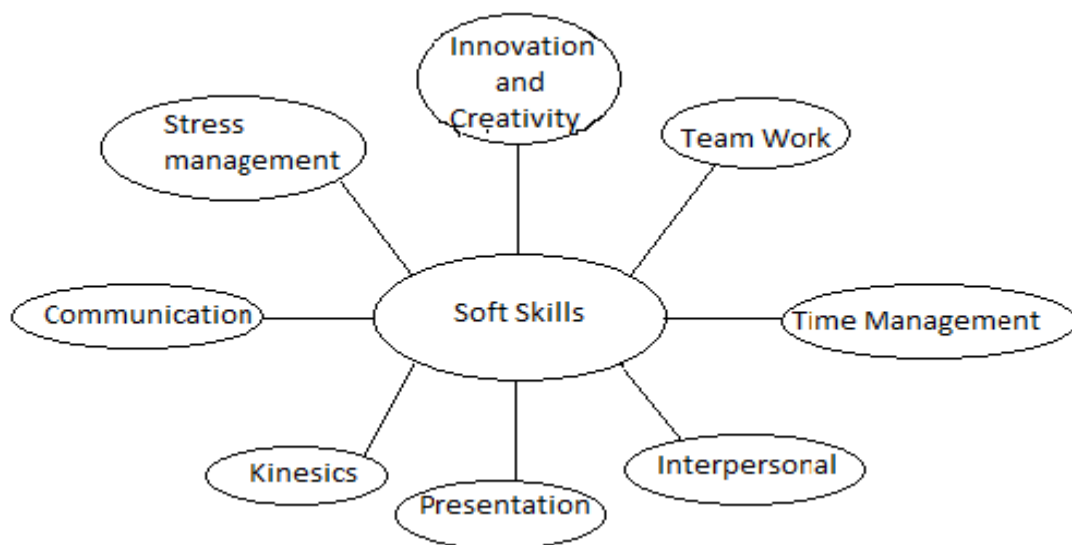 Innovation
and
Creativity
Stress
management
Team Work
Communication
Soft Skills
Time Management
Kinesics
Presentation
Interpersonal